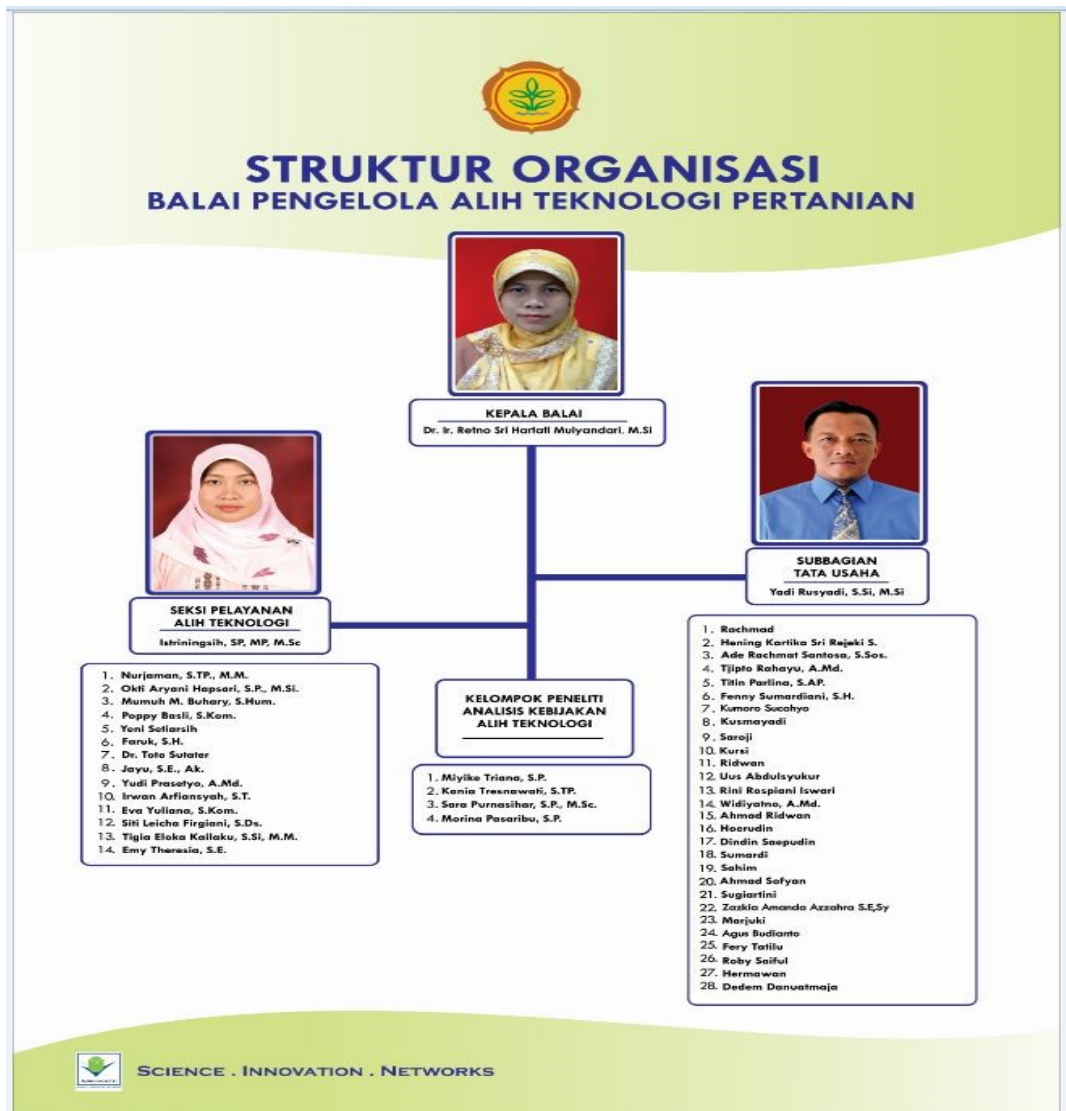 STRUKTUR ORGANISASI
BALAI PENGELOLA ALIH TEKNOLOGI PERTANIAN
KEPALA BALAI
Dr. Ir. Retno Sri Hartati Mulyandari, M.Si
SEKSI PELAYANAN
ALIH TEKNOLOGI
Istriningsih, SP, MP, M.Sc
1. Nurjaman, S.TP., M.M.
2. Okti Aryani Hapsari, S.P., M.Si.
3. Mumuh M. Buhary, S.Hum.
4. Poppy Basli, S.Kom.
5. Yeni Setiarsih
6. Faruk, S.H.
7. Dr. Toto Sutater
8. Jayu, S.E., Ak.
9. Yudi Prasetyo, A.Md.
10. Irwan Arfiansyah, S.T.
11. Eva Yuliana, S.Kom.
12. Siti Leicha Firgiani, S.Ds.
13. Tigia Eloka Kailaku, S.Si, M.M.
14. Emy Theresia, S.E.
KELOMPOK PENELITI
ANALISIS KEBIJAKAN
ALIH TEKNOLOGI
1. Miyike Triana, S.P.
2. Kania Tresnawati, S.TP.
3. Sara Purnasihar, S.P., M.Sc.
4. Morina Pasaribu, S.P.
SUBBAGIAN
TATA USAHA
Yadi Rusyadi, S.Si, M.Si
1. Rachmad
2. Hening Kartika Sri Rejeki S.
3. Ade Rachmat Santosa, S.Sos.
4. Tjipto Rahayu, A.Md.
5. Titin Parlina, S.AP.
6. Fenny Sumardiani, S.H.
7. Kumoro Sucahyo
8. Kusmayadi
9. Saroji
10. Kursi
11. Ridwan
12. Uus Abdulsyukur
13. Rini Rospiani Iswari
14. Widiyatno, A.Md.
15. Ahmad Ridwan
16. Hoerudin
17. Dindin Saepudin
18. Sumardi
19. Sahim
20. Ahmad Sofyan
21. Sugiartini
22. Zazkia Amanda Azzahra S.E,Sy
23. Marjuki
24. Agus Budianto
25. Fery Tatilu
26. Roby Saiful
27. Hermawan
28. Dedem Danuatmaja
SCIENCE . INNOVATION . NETWORKS